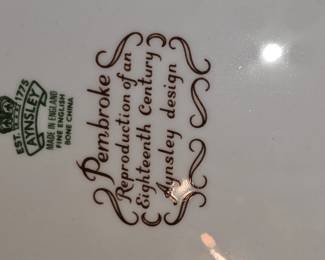 EST. 1775
AYNSLEY
MADE IN ENGLAND
FINE ENGLISH
BONE CHINA
Pembroke
Reproduction of an
Eighteenth Century
Aynsley design